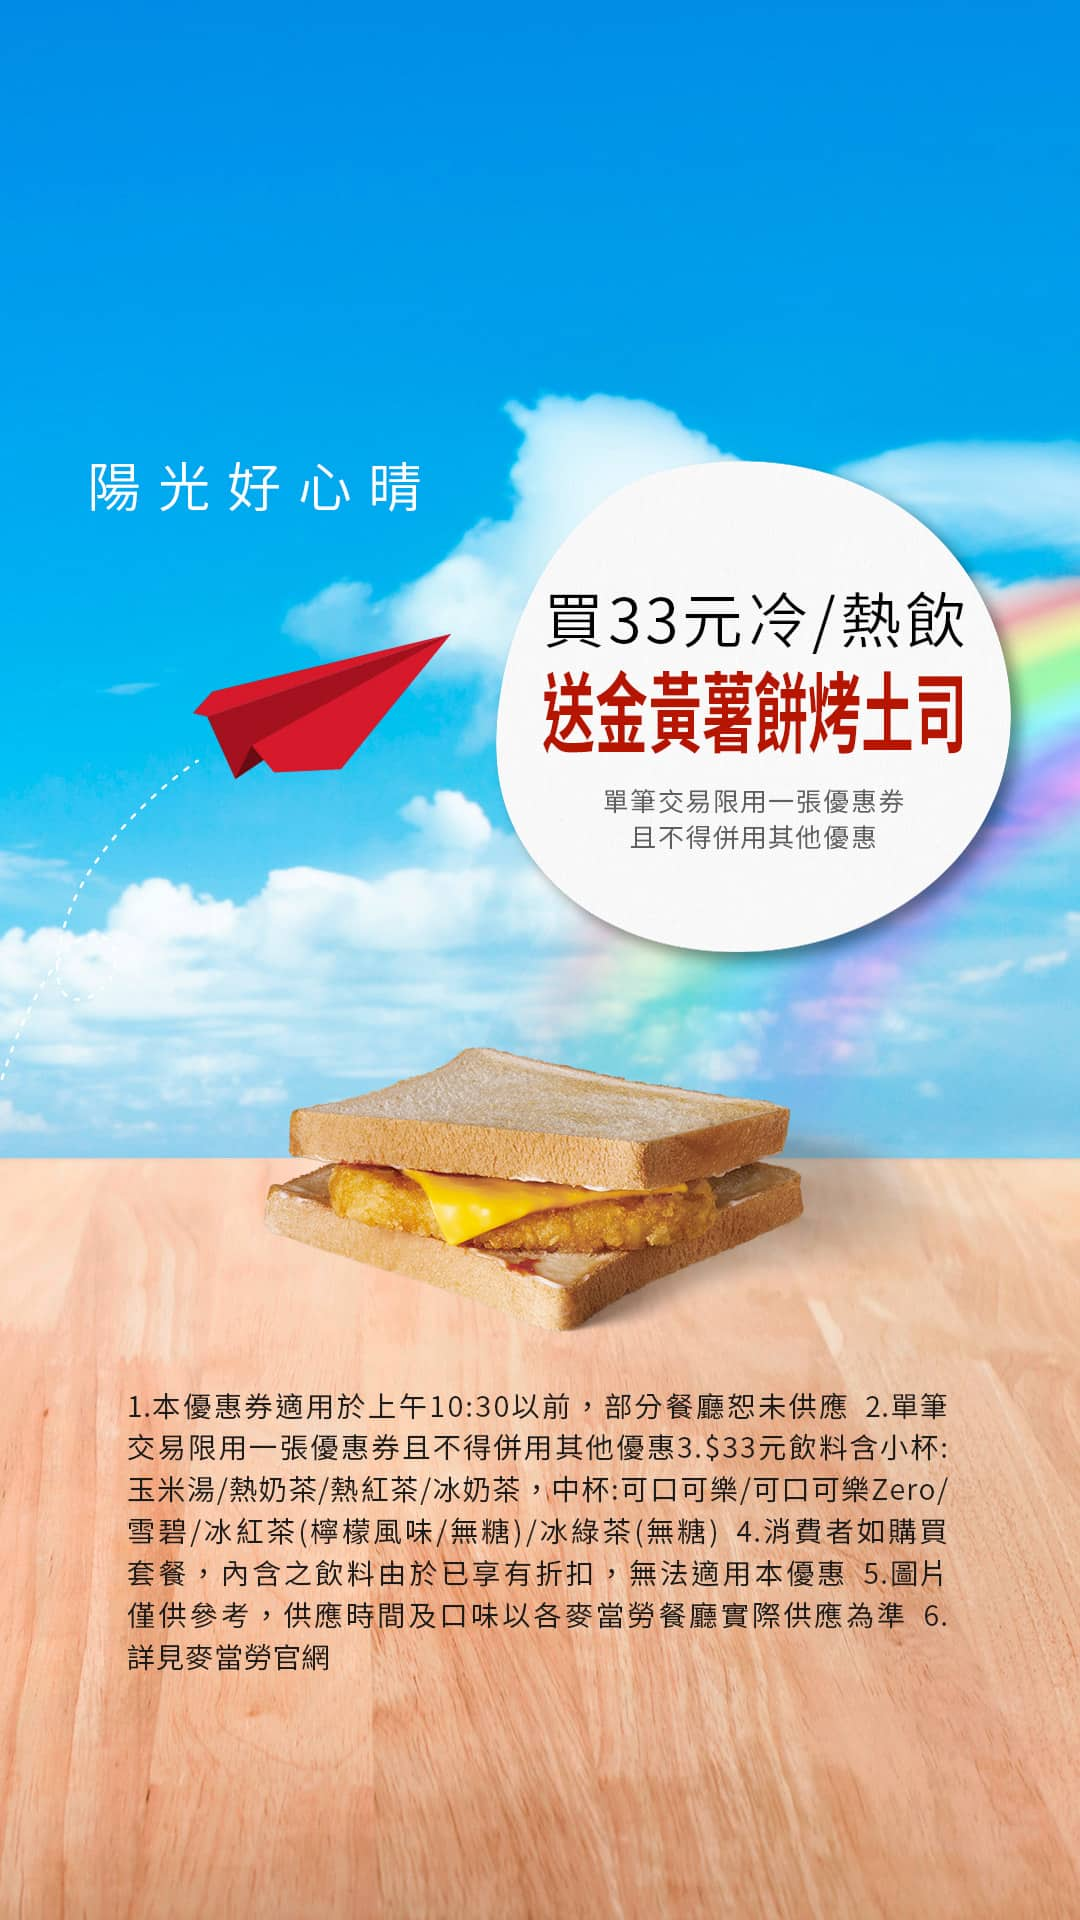 陽光好心晴
買33元冷/熱飲
送金黃薯餅烤土司
單筆交易限用一張優惠券
且不得併用其他優惠
1.本優惠券適用於上午10:30以前，部分餐廳恕未供應 2.單筆
交易限用一張優惠券且不得併用其他優惠3.$33元飲料含小杯:
玉米湯/熱奶茶/熱紅茶/冰奶茶，中杯:可口可樂/可口可樂Zero/
雪碧/冰紅茶(檸檬風味/無糖)/冰綠茶(無糖) 4.消費者如購買
套餐，內含之飲料由於已享有折扣，無法適用本優惠 5.圖片
僅供參考，供應時間及口味以各麥當勞餐廳實際供應為準 6.
詳見麥當勞官網